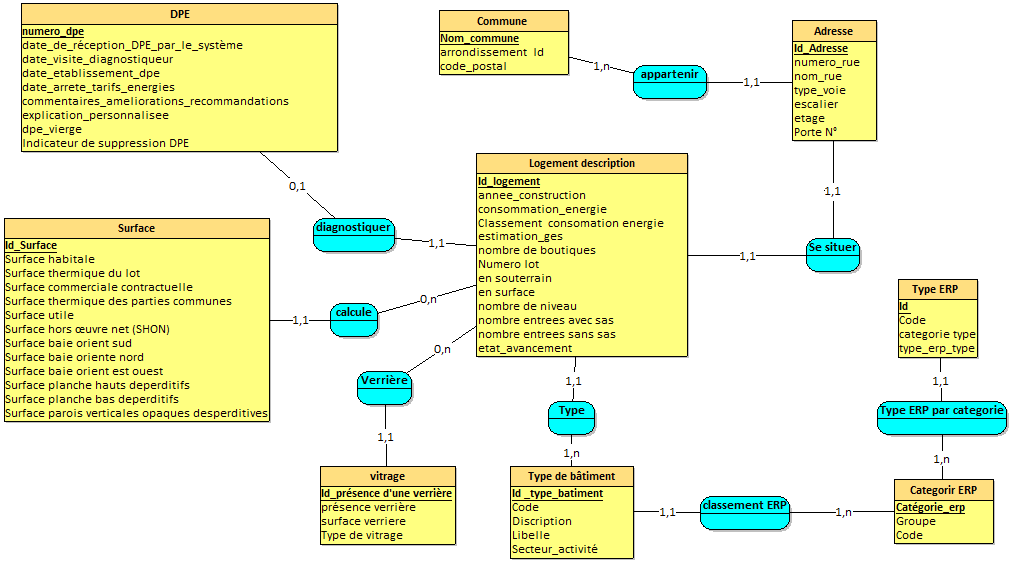 DPE
numero_dpe
date_de_réception_DPE_par_le_système
date_visite_diagnostiqueur
date_etablissement_dpe
date_arrete_tarifs_energies
commentaires_ameliorations_recommandations
explication_personnalisee
dpe_vierge
Indicateur de suppression DPE
Commune
Nom_commune
arrondissement Id
code_postal
1,n
appartenir
1,1
Adresse
Id_Adresse
numero_rue
nom_rue
type_voie
escalier
etage
Porte N°
0,1
diagnostiquer
1,1
Logement description
Id_logement
annee_construction
consommation_energie
Classement consomation energie
estimation_ges
nombre de boutiques
Numero lot
en souterrain
en surface
nombre de niveau
nombre entrees avec sas
nombre entrees sans sas
etat_avancement
1,1
Se situer
1,1
Surface
Id_Surface
Surface habitale
Surface thermique du lot
Surface commerciale contractuelle
Surface thermique des parties communes
Surface utile
Surface hors œuvre net (SHON)
Surface baie orient sud
Surface baie oriente nord
Surface baie orient est ouest
Surface planche hauts deperditifs
Surface planche bas deperditifs
Surface parois verticales opaques desperditives
1,1
calcule
0,n
0,n
Verrière
1,1
vitrage
Id_présence d'une verrière
présence verrière
surface verriere
Type de vitrage
1,1
Type
1,n
Type de bâtiment
Id _type_batiment
Code
Discription
Libelle
Secteur_activité
1,1
classement ERP
1,n
Type ERP
Id
Code
categorie type
type_erp_type
1,1
Type ERP par categorie
1,n
Categorir ERP
Catégorie_erp
Groupe
Code